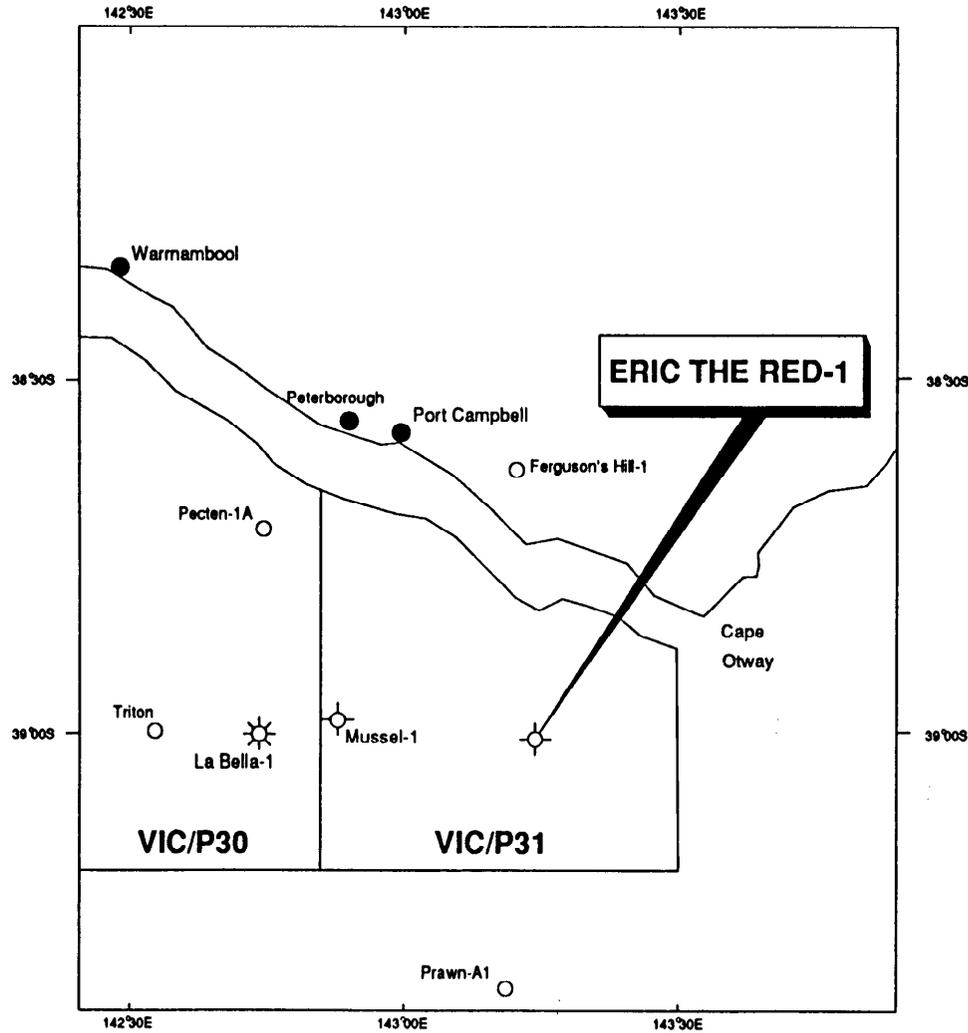 142°30E 143°00E 143°30E
Warrnambool
38°30S 38°30S
ERIC THE RED-1
Peterborough
Port Campbell
Ferguson's Hill-1
Pecten-1A
Cape
Otway
Triton
39°00S 39°00S
Mussel-1
La Bella-1
VIC/P30 VIC/P31
Prawn-A1
142°30E 143°00E 143°30E